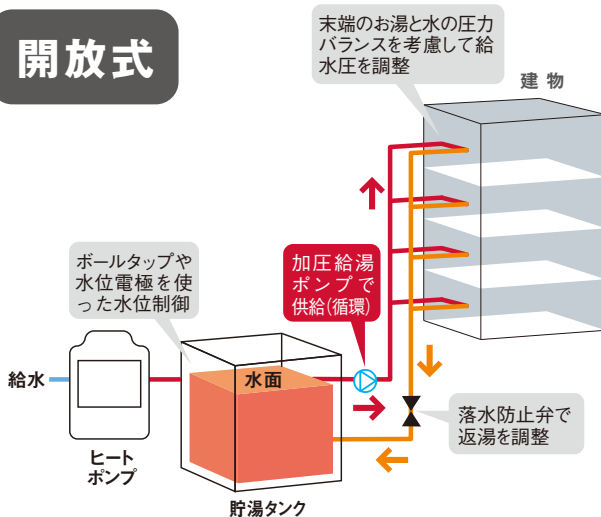 開放式
末端のお湯と水の圧力
バランスを考慮して給
水圧を調整
建物
ボールタップや
水位電極を使
った水位制御
加圧給湯
ポンプで
供給(循環)
給水
水面
落水防止弁で
返湯を調整
ヒート
ポンプ
貯湯タンク